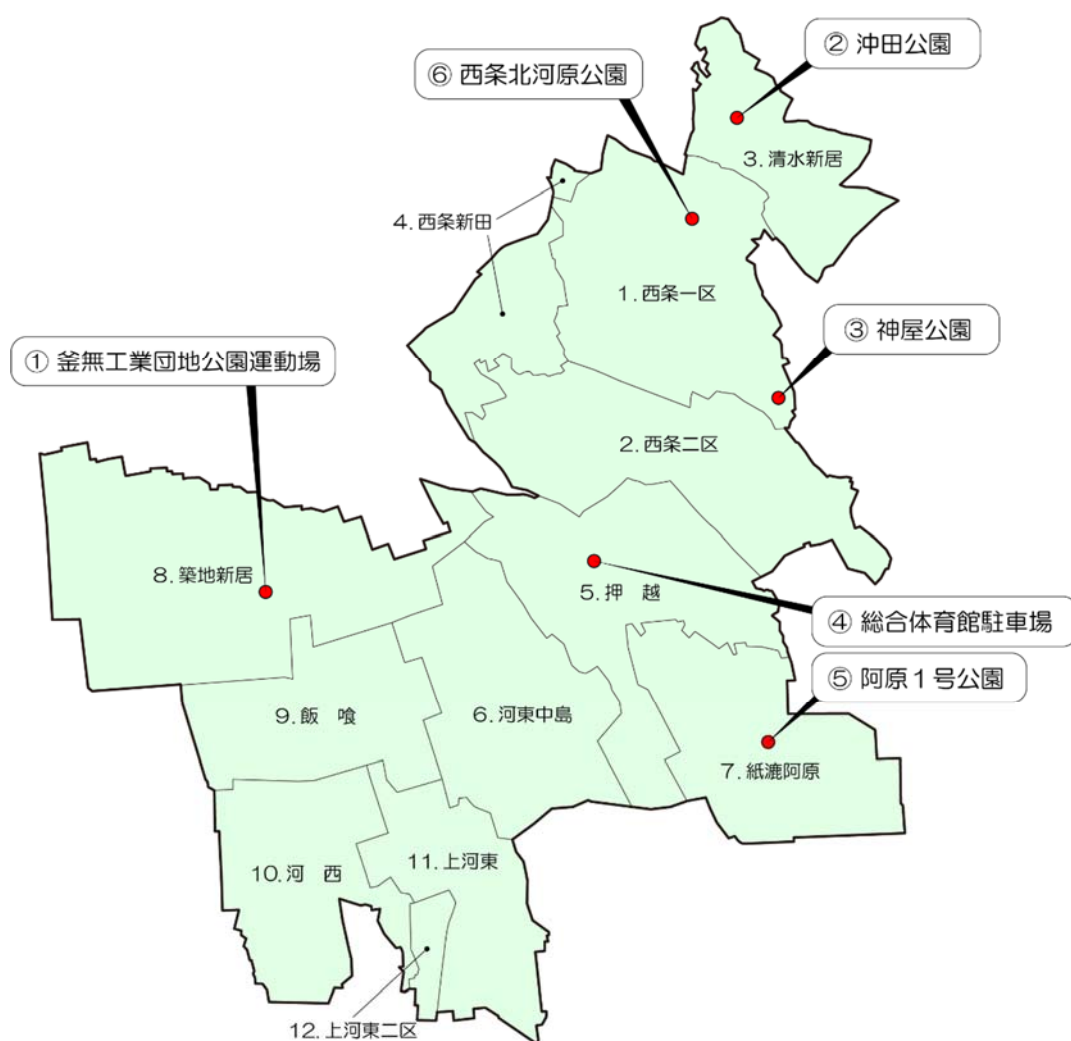 ② 沖田公園
⑥ 西条北河原公園
3.清水新居
4.西条新田
1.西条一区
③ 神屋公園
① 釜無工業団地公園運動場
2.西条二区
8.築地新居
5.押　越
④ 総合体育館駐車場
⑤ 阿原1号公園
9.飯　喰
6.河東中島
7.紙漉阿原
11.上河東
10.河　西
12.上河東二区